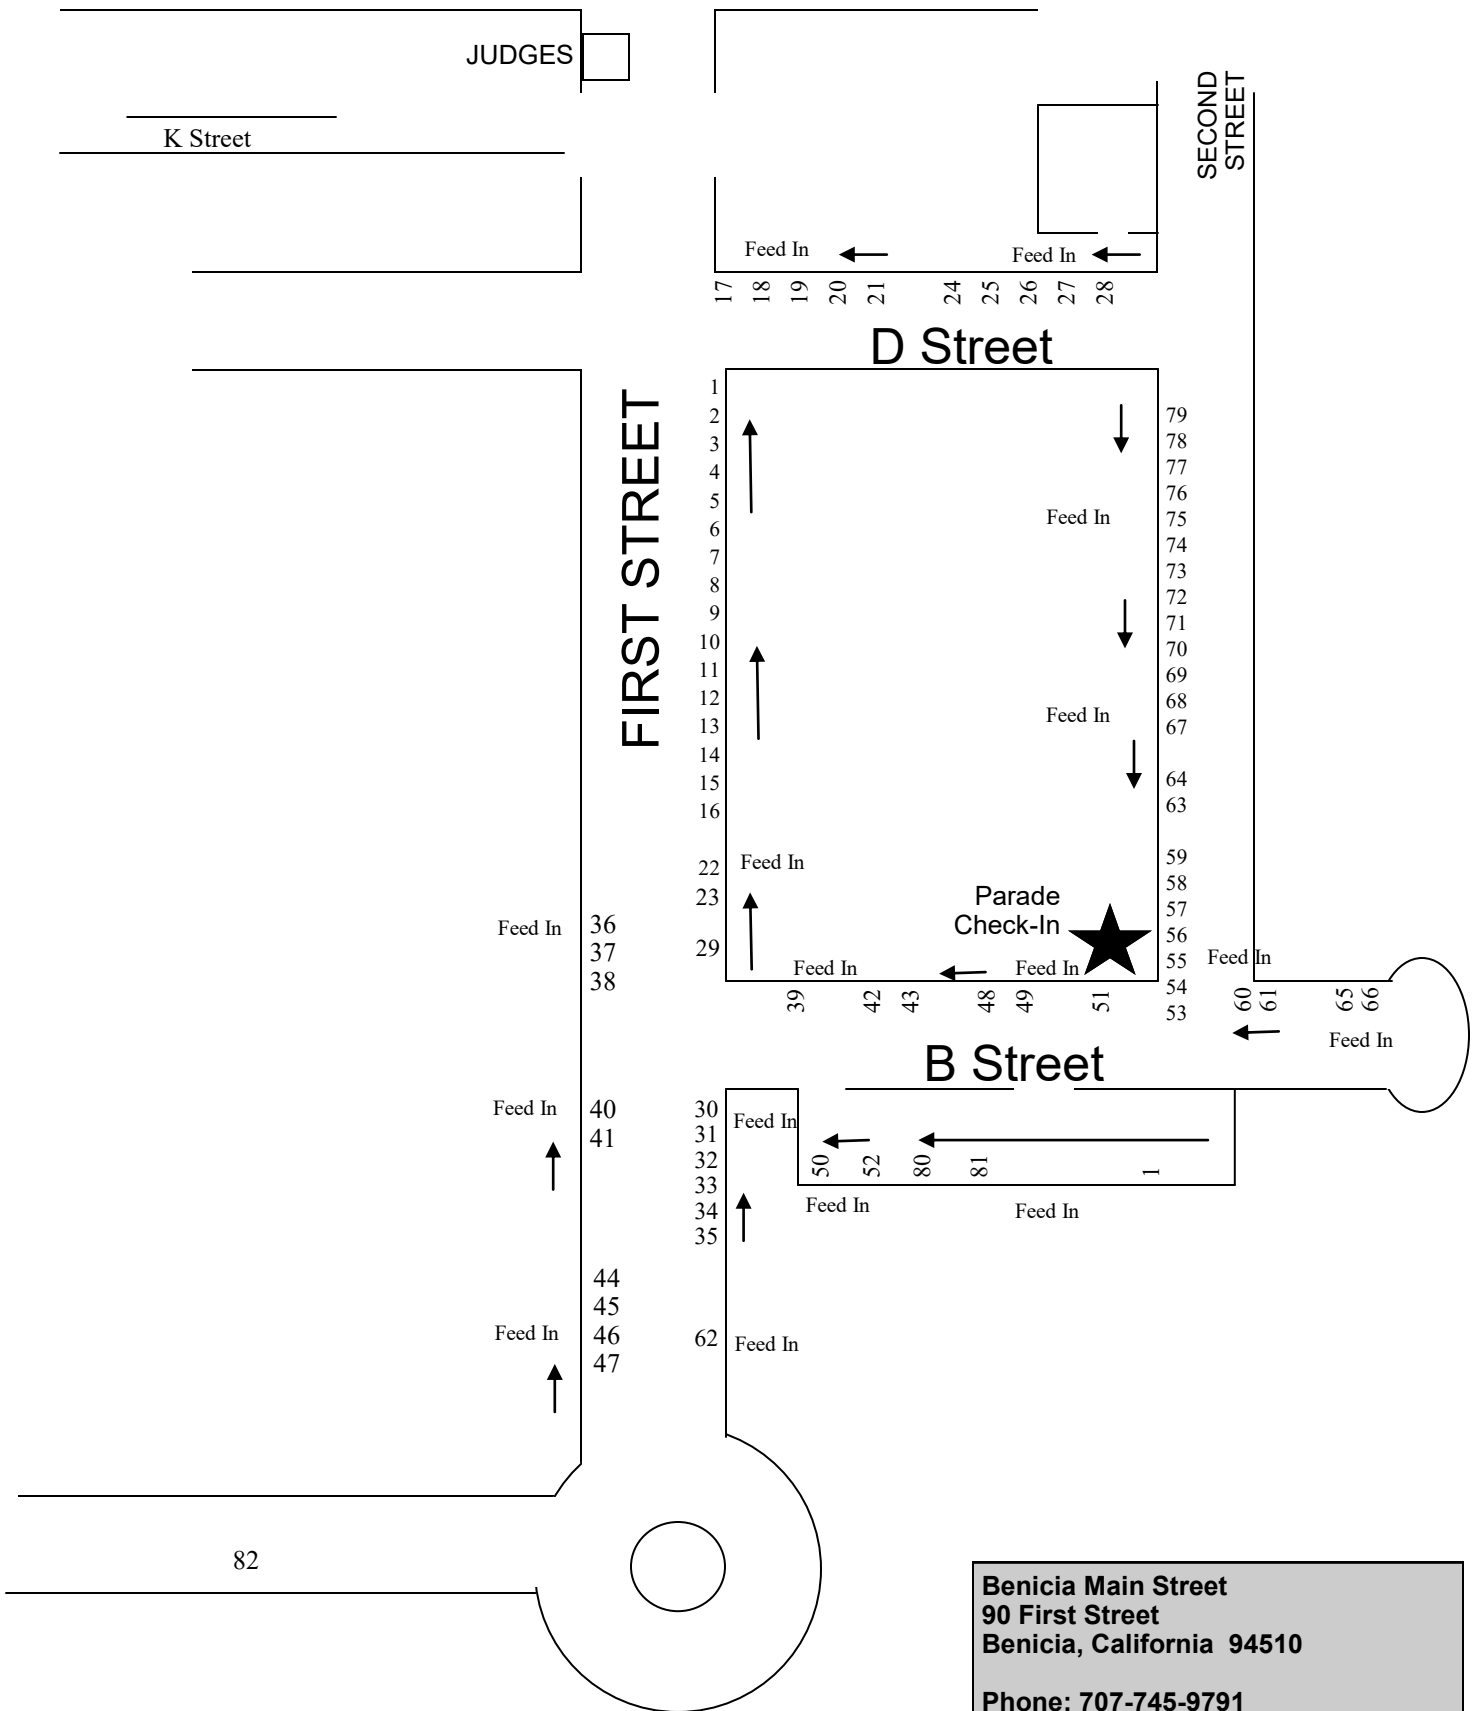 JUDGES
K Street
SECOND
STREET
Feed In
Feed In
17
18
19
20
21
24
25
26
27
28
D Street
FIRST STREET
1
2
3
4
5
6
7
8
9
10
11
12
13
14
15
16
22
23
29
Feed In
79
78
77
76
75
74
73
72
71
70
69
68
67
64
63
59
58
57
56
55
54
53
Feed In
Feed In
Parade
Check-In
Feed In
36
37
38
Feed In
Feed In
Feed In
39
42
43
48
49
51
60
61
65
66
Feed In
B Street
Feed In
40
41
30
31
32
33
34
35
Feed In
50
52
80
81
1
Feed In
Feed In
44
45
46
47
Feed In
62
Feed In
82
Benicia Main Street
90 First Street
Benicia, California 94510
Phone: 707-745-9791